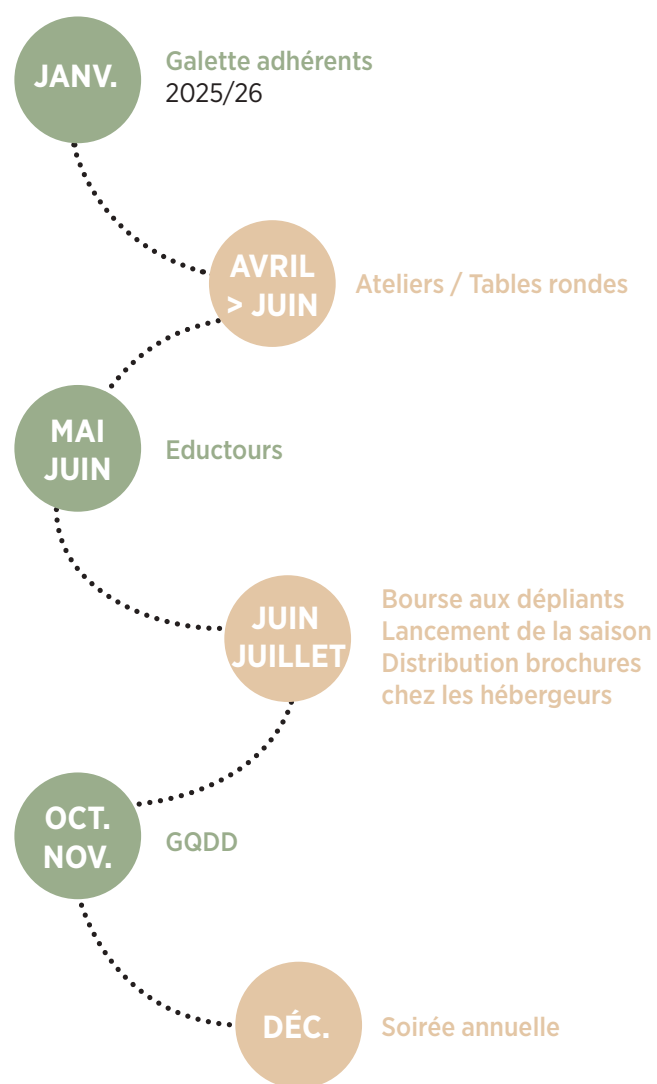 JANV.
Galette adhérents
2025/26
AVRIL
> JUIN
Ateliers / Tables rondes
MAI
JUIN
Eductours
JUIN
JUILLET
Bourse aux dépliants
Lancement de la saison
Distribution brochures
chez les hébergeurs
OCT.
NOV.
GQDD
DÉC.
Soirée annuelle